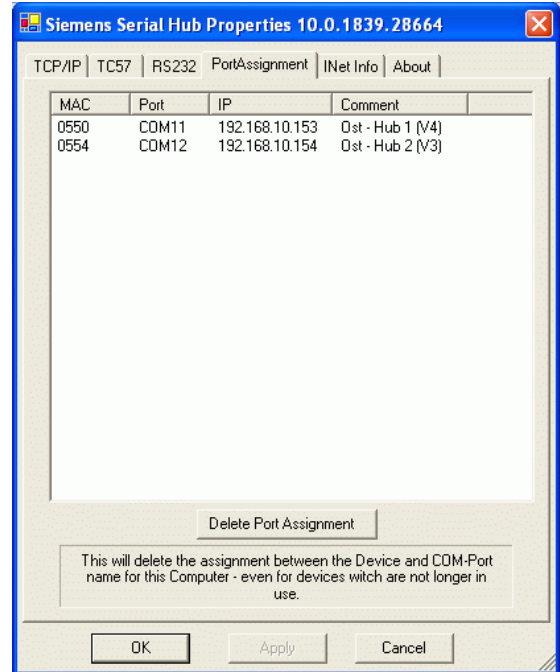 Siemens Serial Hub Properties 10.0.1839.28664
TCP/IP TC57 RS232 PortAssignment INet Info About
MAC Port IP Comment
0550 COM11 192.168.10.153 Ost - Hub 1 (V4)
0554 COM12 192.168.10.154 Ost - Hub 2 (V3)
Delete Port Assignment
This will delete the assignment between the Device and COM-Port
name for this Computer - even for devices witch are not longer in
use.
OK Apply Cancel